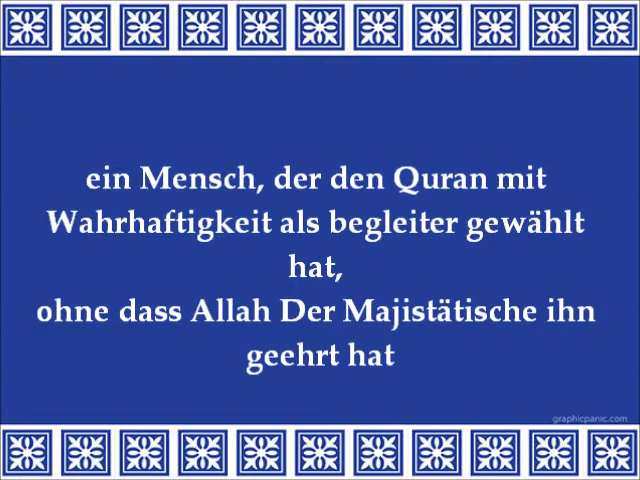 ein Mensch, der den Quran mit
Wahrhaftigkeit als begleiter gewählt
hat,
ohne dass Allah Der Majistätische ihn
geehrt hat
graphicpanic.com